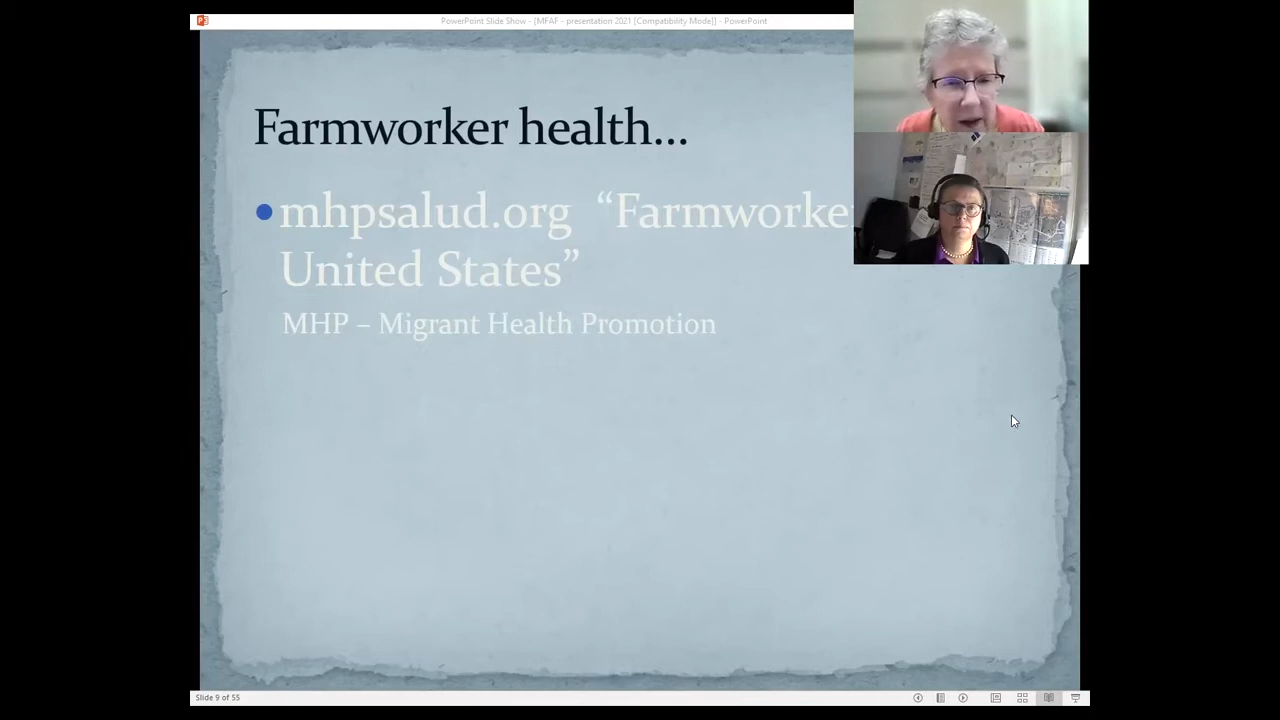 PowerPoint Slide Show - [MFAF - presentation 2021 [Compatibility Mode]] - PowerPoint
Farmworker health...
•mhpsalud.org “Farmworke
United States”
MHP – Migrant Health Promotion
Slide 9 of 55